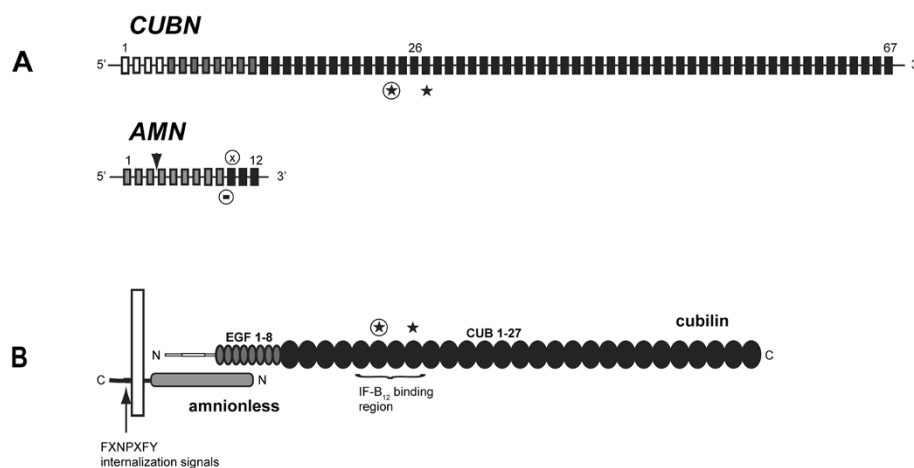 CUBN
1 26 67
A 5' 3'
AMN
1 x 12
5' 3'
B
EGF 1-8 CUB 1-27 cubilin
N C
C N
amnionless IF-B₁₂ binding
region
FXNPXFY
internalization signals